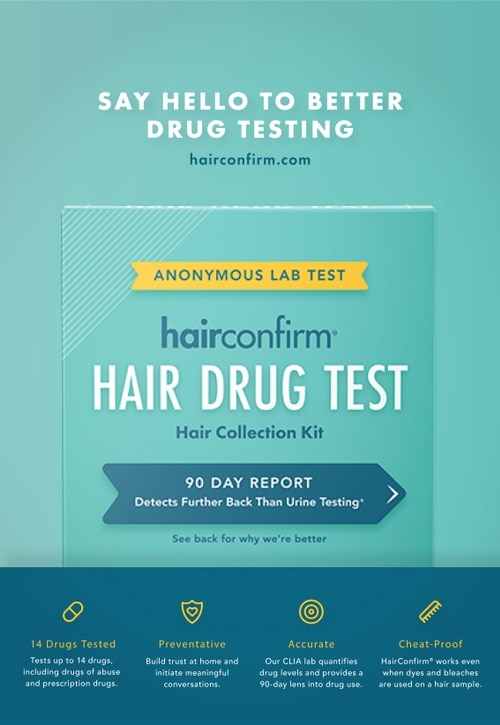 SAY HELLO TO BETTER
DRUG TESTING
hairconfirm.com
ANONYMOUS LAB TEST
hairconfirm®
HAIR DRUG TEST
Hair Collection Kit
90 DAY REPORT
Detects Further Back Than Urine Testing*
See back for why we're better
14 Drugs Tested
Tests up to 14 drugs,
including drugs of abuse
and prescription drugs.
Preventative
Build trust at home and
initiate meaningful
conversations.
Accurate
Our CLIA lab quantifies
drug levels and provides a
90-day lens into drug use.
Cheat-Proof
HairConfirm® works even
when dyes and bleaches
are used on a hair sample.